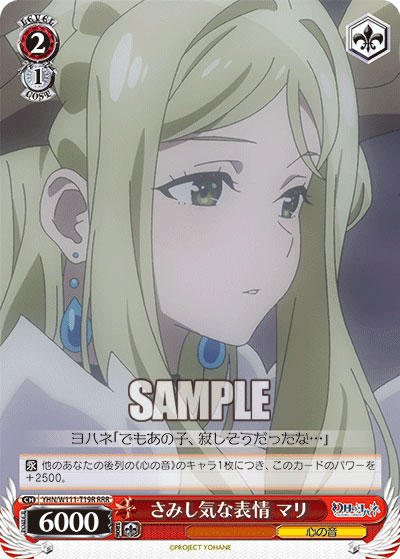 LEVEL
2
1
COST
SAMPLE
ヨハネ「でもあの子、寂しそうだったな…」
永 他のあなたの後列の《心の音》のキャラ1枚につき、このカードのパワーを
+2500。
CH YHN/W111-T19R RRR
6000 さみし気な表情 マリ
心の音
©PROJECT YOHANE